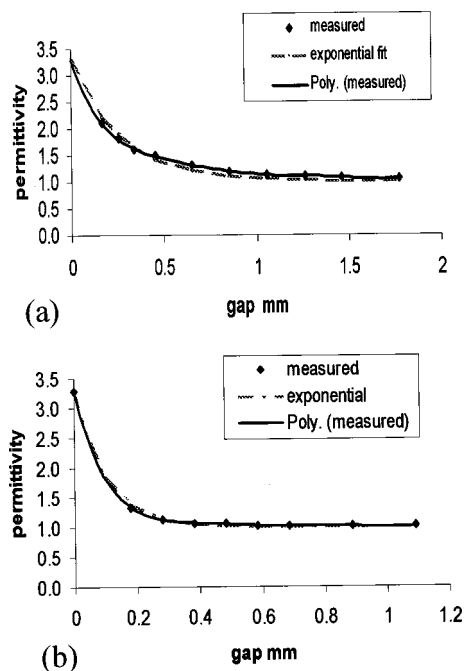 measured
exponential fit
Poly. (measured)
permittivity
3.5
3.0
2.5
2.0
1.5
1.0
0.5
0.0
0 0.5 1 1.5 2
gap mm
(a)
measured
exponential
Poly. (measured)
permittivity
3.5
3.0
2.5
2.0
1.5
1.0
0.5
0.0
0 0.2 0.4 0.6 0.8 1 1.2
gap mm
(b)